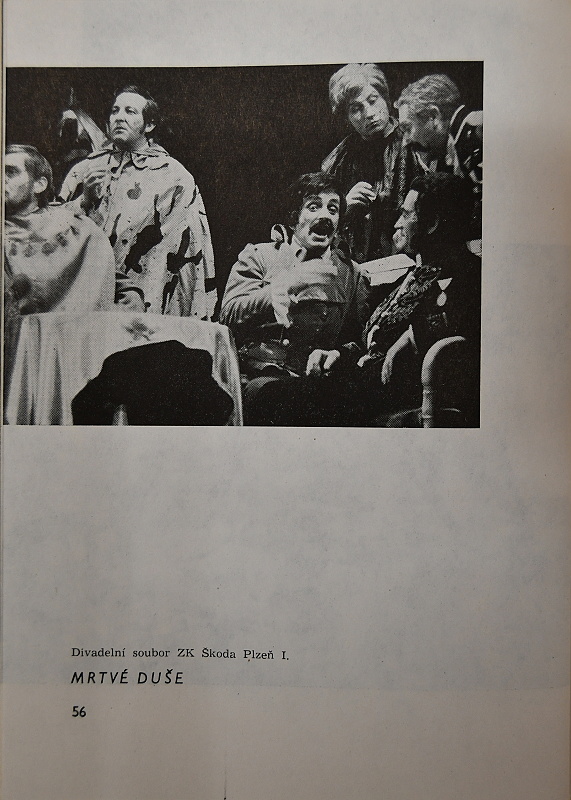 Divadelní soubor ZK Škoda Plzeň I.
MRTVÉ DUŠE
56